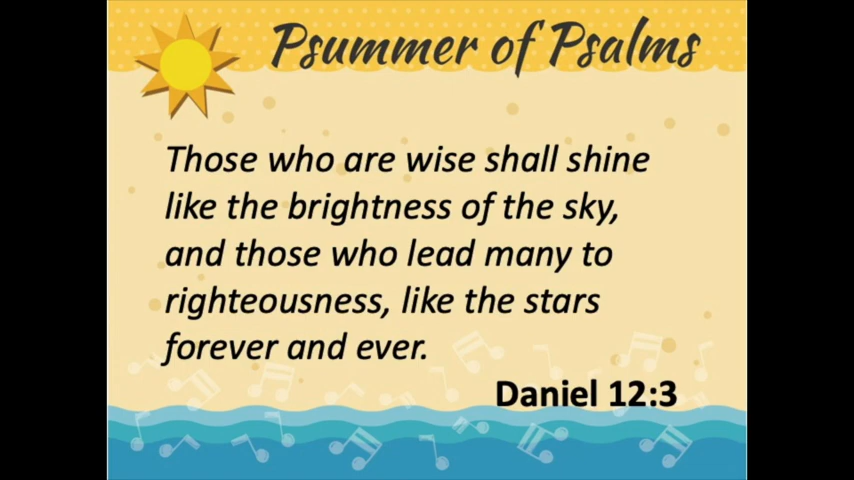 Psummer of Psalms
Those who are wise shall shine
like the brightness of the sky,
and those who lead many to
righteousness, like the stars
forever and ever.
Daniel 12:3